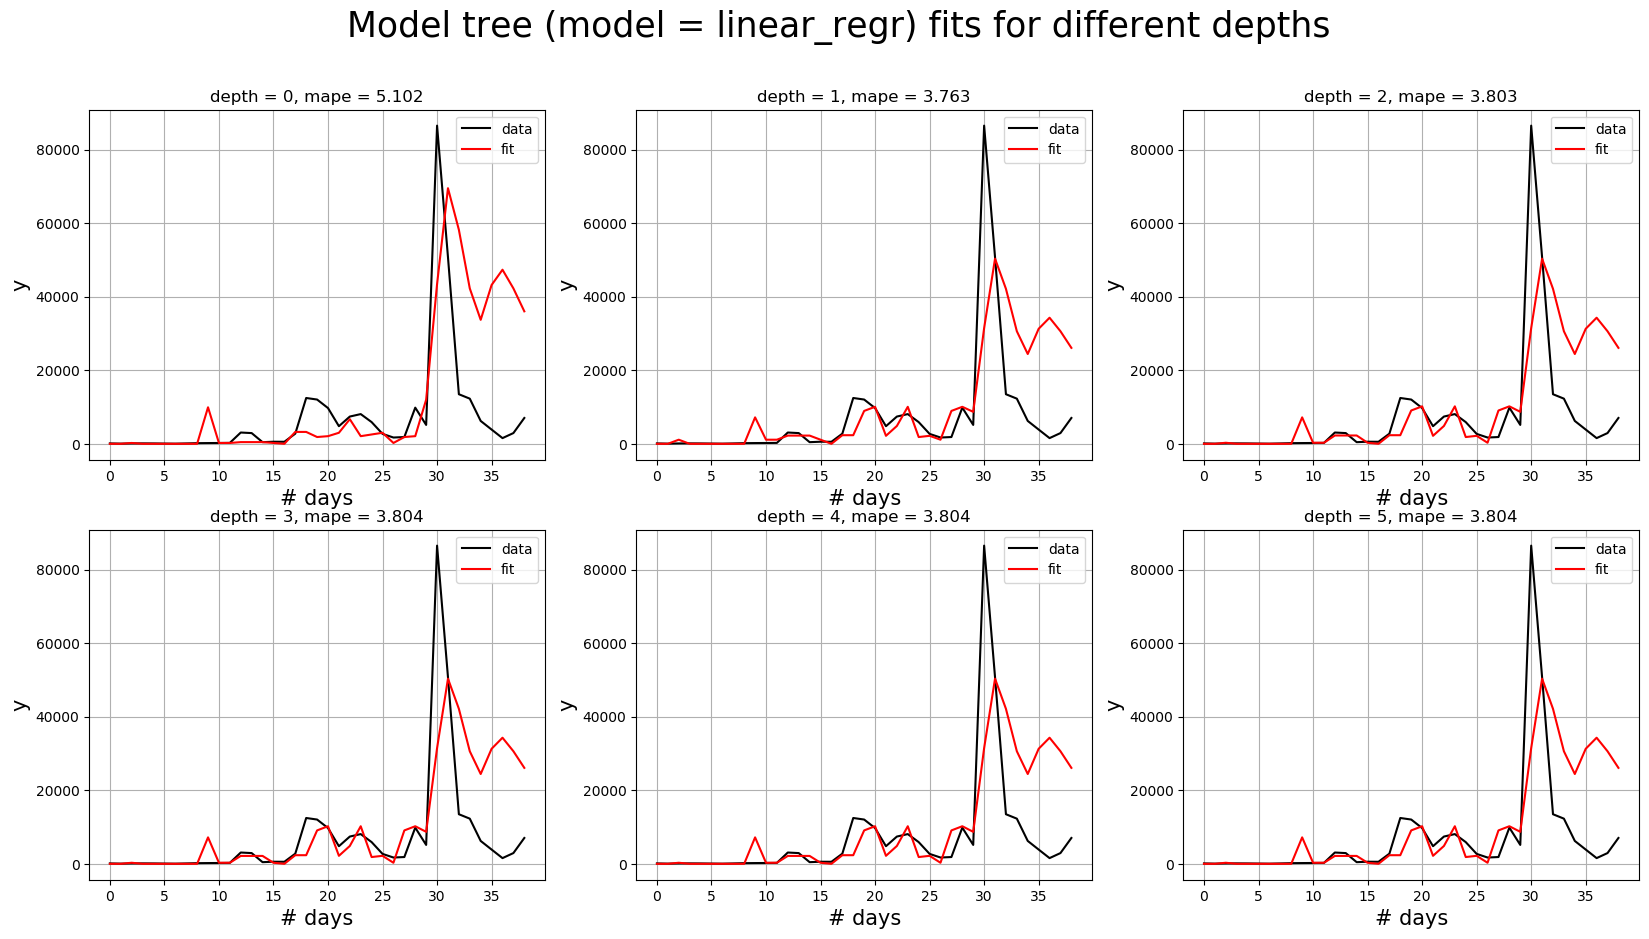 Model tree (model = linear_regr) fits for different depths
depth = 0, mape = 5.102
80000
60000
40000
20000
0
y
data
fit
0 5 10 15 20 25 30 35
# days
depth = 1, mape = 3.763
80000
60000
40000
20000
0
y
data
fit
0 5 10 15 20 25 30 35
# days
depth = 2, mape = 3.803
80000
60000
40000
20000
0
y
data
fit
0 5 10 15 20 25 30 35
# days
depth = 3, mape = 3.804
80000
60000
40000
20000
0
y
data
fit
0 5 10 15 20 25 30 35
# days
depth = 4, mape = 3.804
80000
60000
40000
20000
0
y
data
fit
0 5 10 15 20 25 30 35
# days
depth = 5, mape = 3.804
80000
60000
40000
20000
0
y
data
fit
0 5 10 15 20 25 30 35
# days